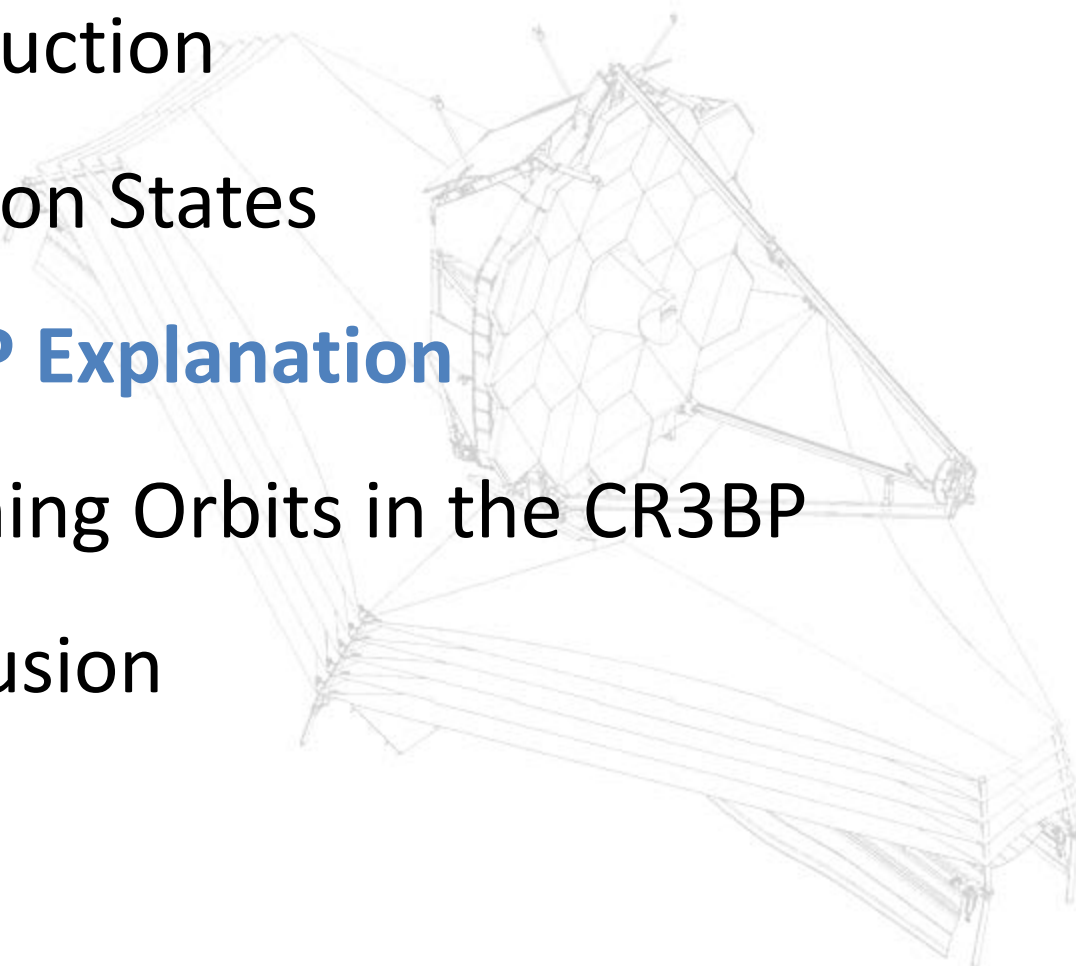 uction
on States
P Explanation
ning Orbits in the CR3BP
usion